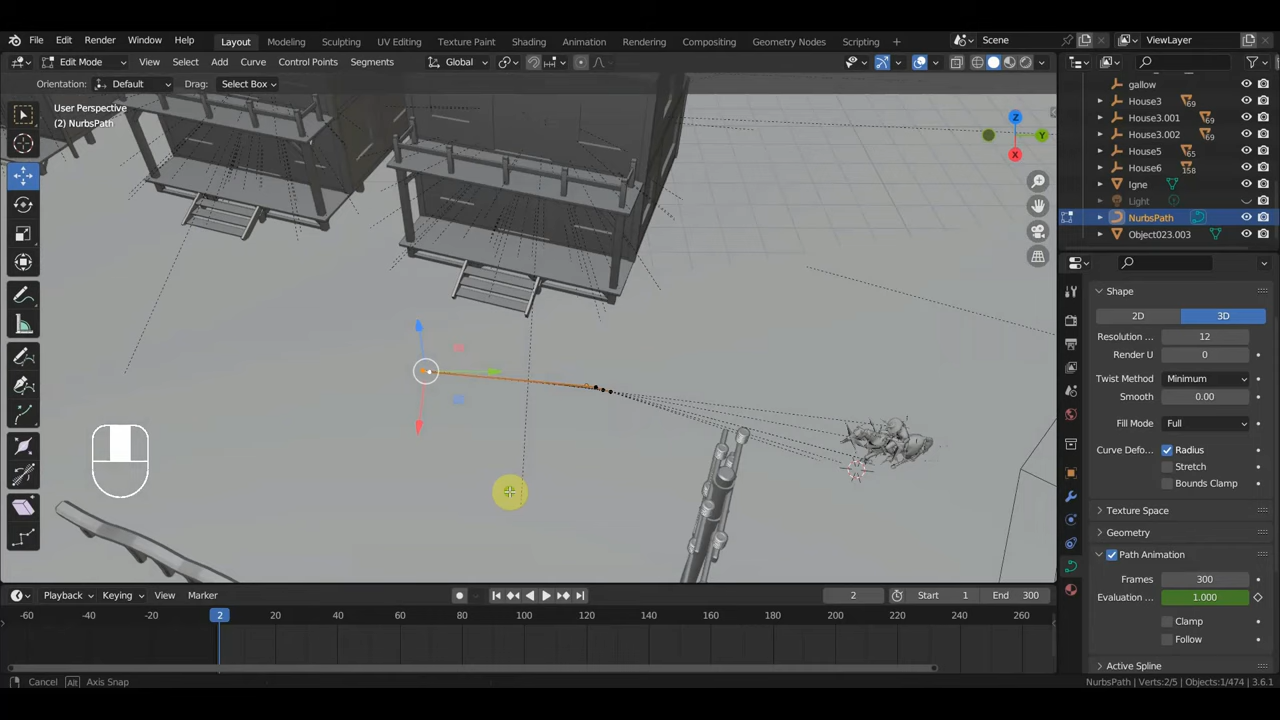 File Edit Render Window Help Layout Modeling Sculpting UV Editing Texture Paint Shading Animation Rendering Compositing Geometry Nodes Scripting + Scene ViewLayer
Edit Mode View Select Add Curve Control Points Segments Global
Orientation: Default Drag: Select Box
User Perspective
(2) NurbsPath
Z
Y
X
gallow
House3 69
House3.001 69
House3.002 69
House5 65
House6 158
Igne
Light
NurbsPath
Object023.003
Shape
2D 3D
Resolution ... 12
Render U 0
Twist Method Minimum
Smooth 0.00
Fill Mode Full
Curve Defo... Radius
Stretch
Bounds Clamp
Texture Space
Geometry
Path Animation
Frames 300
Evaluation ... 1.000
Clamp
Follow
Active Spline
Playback Keying View Marker 2 Start 1 End 300
-60 -40 -20 2 20 40 60 80 100 120 140 160 180 200 220 240 260
Cancel Alt Axis Snap NurbsPath | Verts:2/5 | Objects:1/474 | 3.6.1